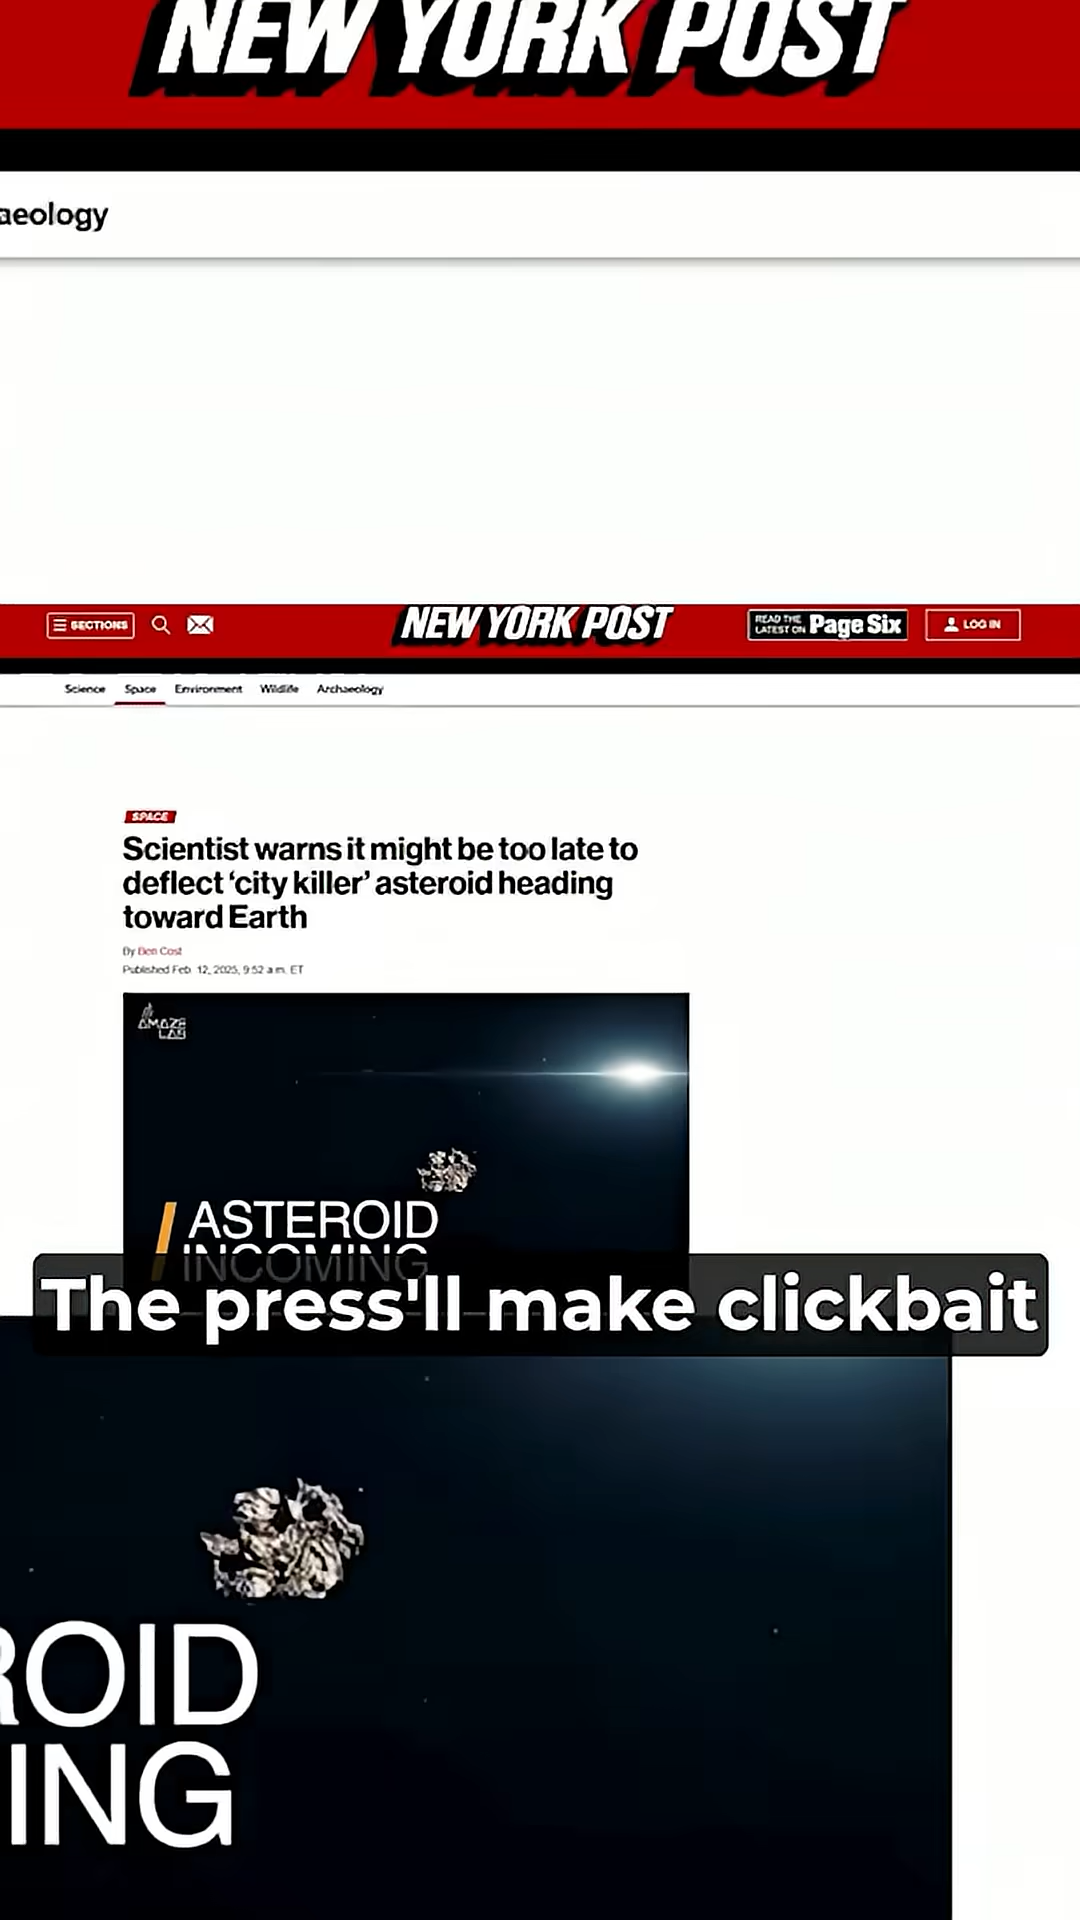 NEW YORK POST
aeology
SECTIONS
NEW YORK POST
READ THE
LATEST ON
Page Six
LOG IN
Science Space Environment Wildlife Archaeology
SPACE
Scientist warns it might be too late to
deflect ‘city killer’ asteroid heading
toward Earth
By Ben Cost
Published Feb. 12, 2025, 9:52 a.m. ET
AMAZE
LAB
ASTEROID
INCOMING
The press'll make clickbait
ROID
ING